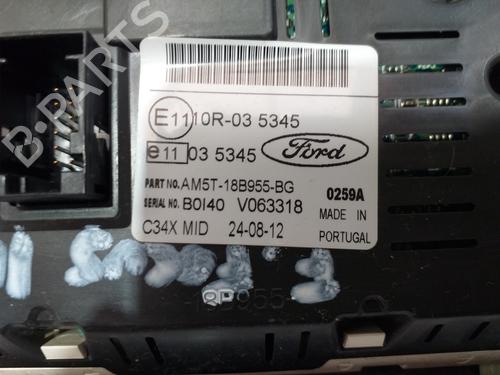 E11 10R-03 5345
e11 03 5345 Ford
PART NO. AM5T-18B955-BG 0259A
SERIAL NO. B0I40 V063318 MADE IN
C34X MID 24-08-12 PORTUGAL
18B955
B-PARTS